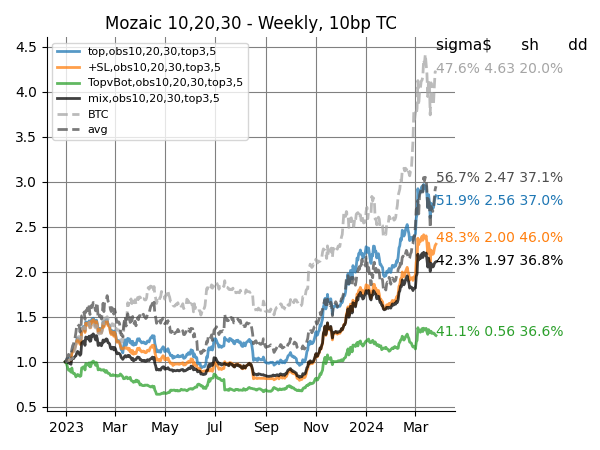 Mozaic 10,20,30 - Weekly, 10bp TC
sigma$ sh dd
top,obs10,20,30,top3,5
+SL,obs10,20,30,top3,5
TopvBot,obs10,20,30,top3,5
mix,obs10,20,30,top3,5
BTC
avg
47.6% 4.63 20.0%
56.7% 2.47 37.1%
51.9% 2.56 37.0%
48.3% 2.00 46.0%
42.3% 1.97 36.8%
41.1% 0.56 36.6%
4.5
4.0
3.5
3.0
2.5
2.0
1.5
1.0
0.5
2023 Mar May Jul Sep Nov 2024 Mar